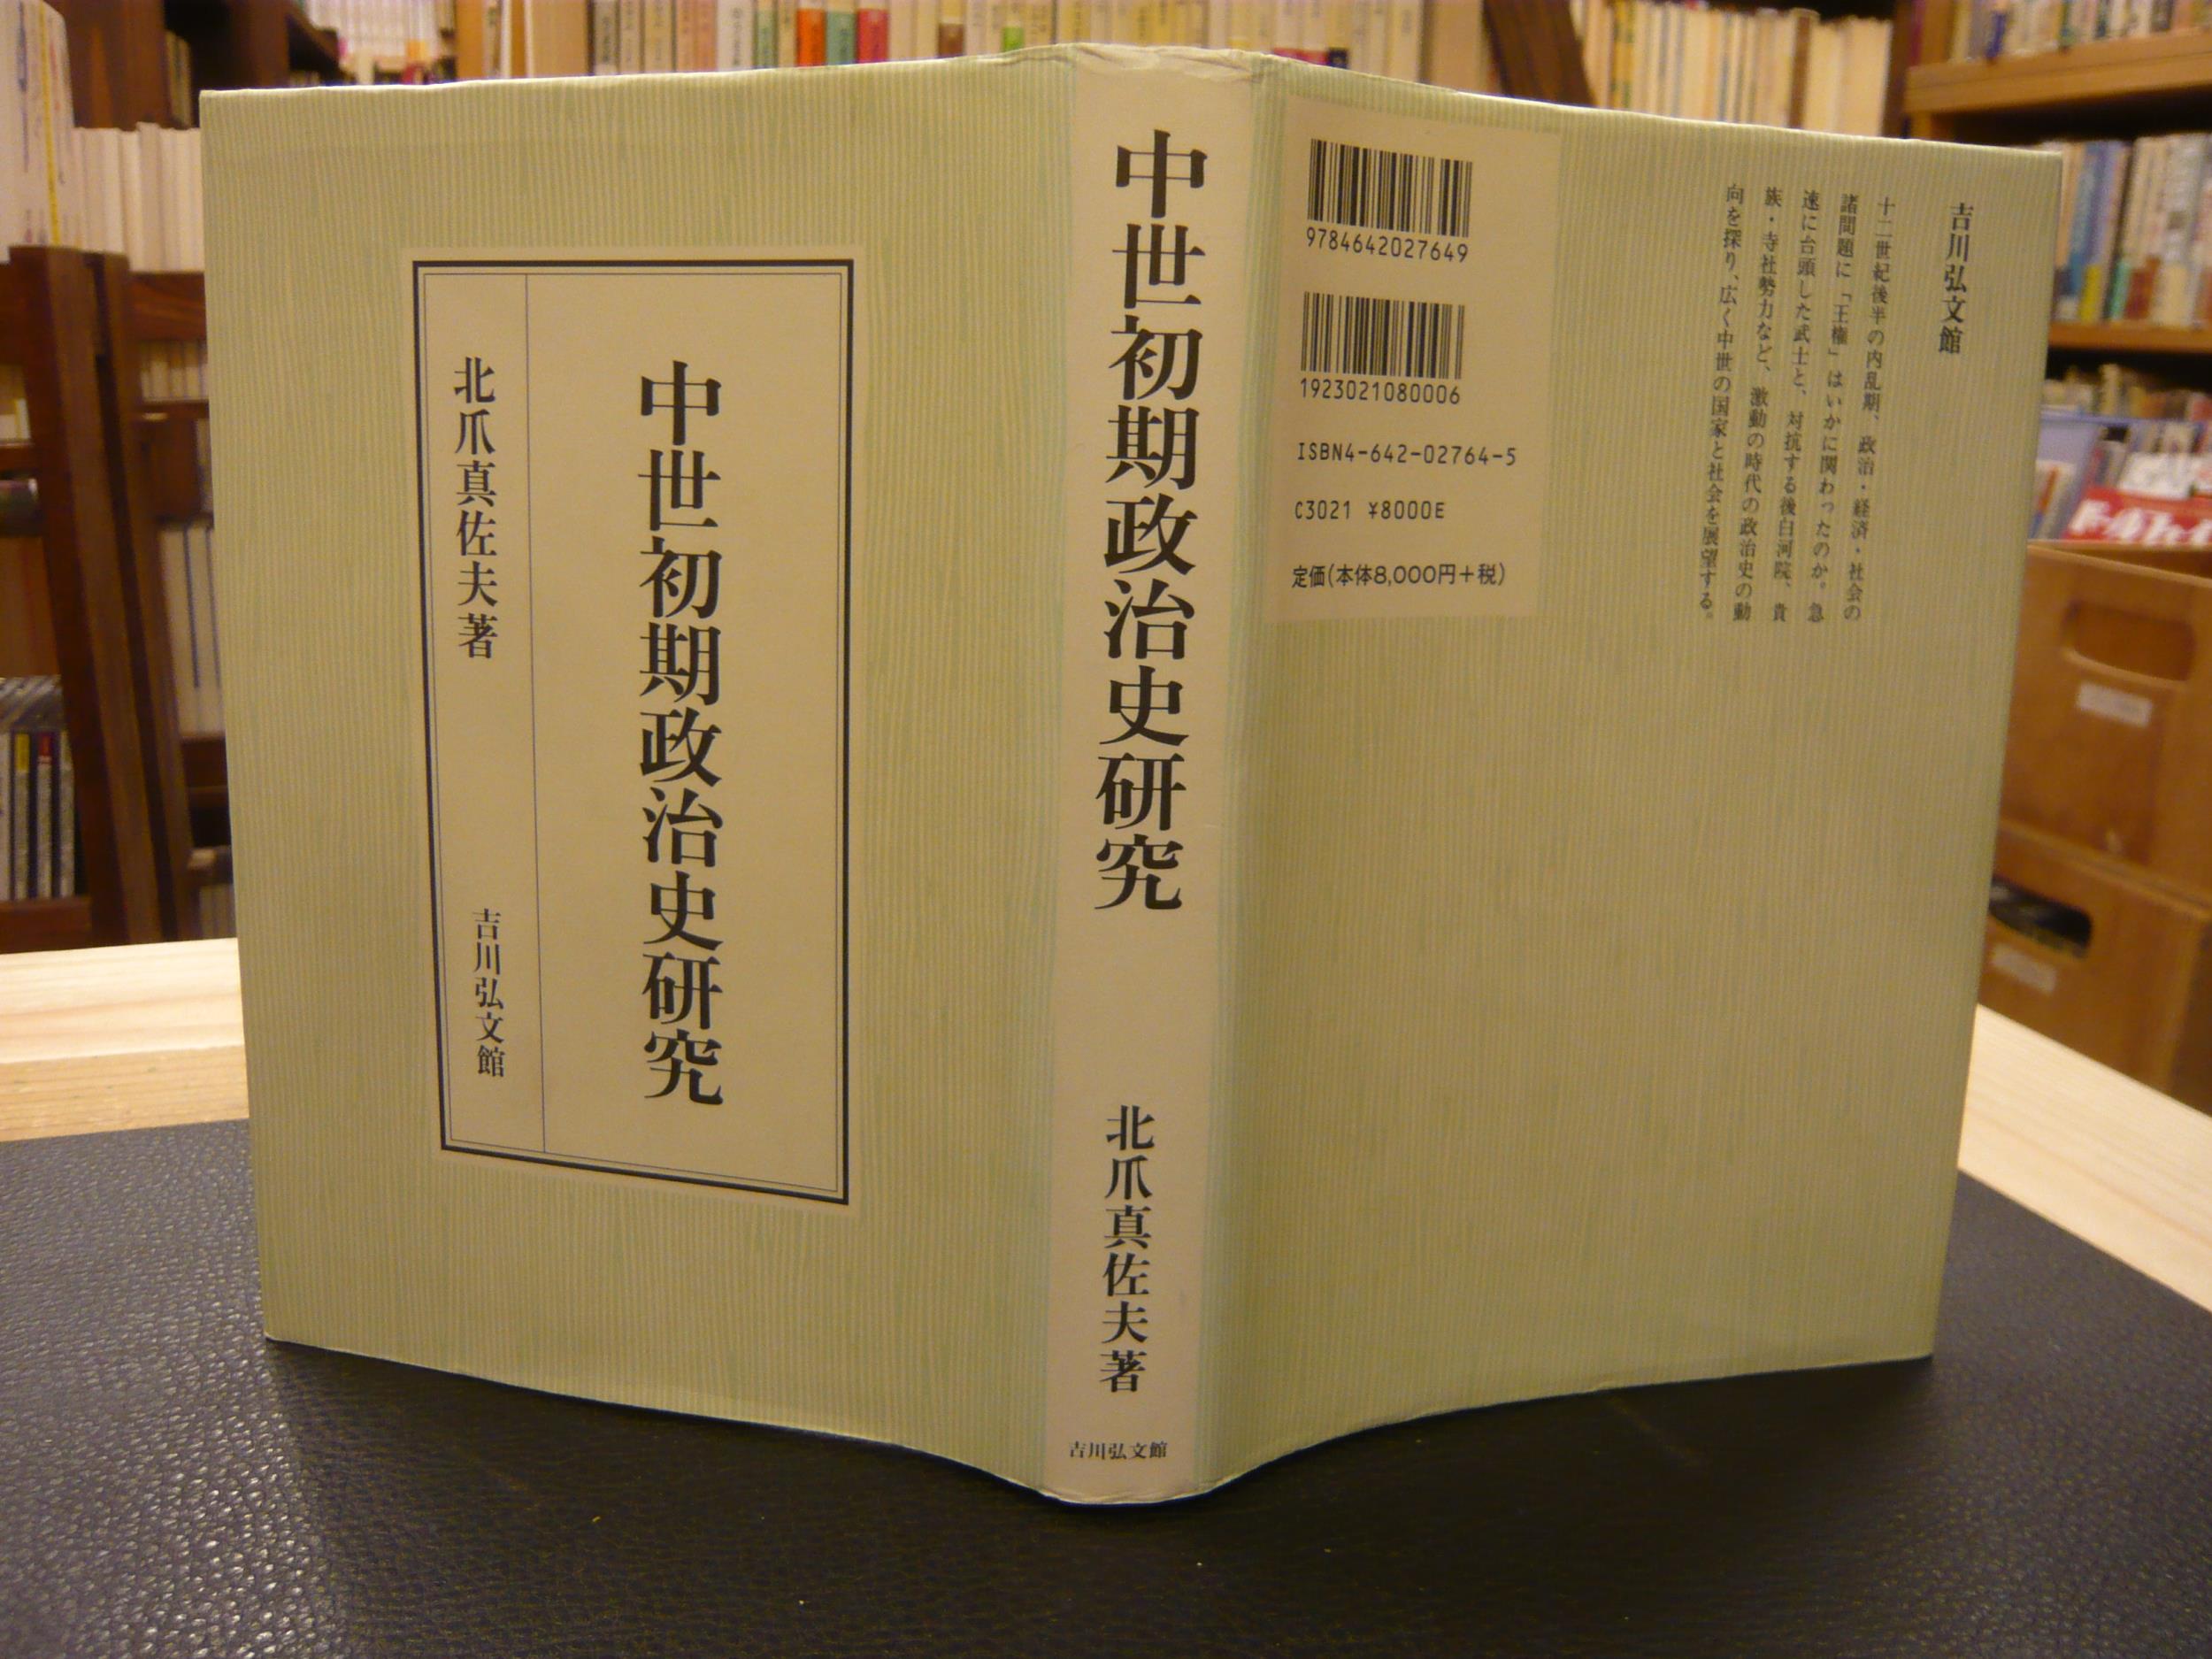 中世初期政治史研究
北爪真佐夫著
吉川弘文館
中世初期政治史研究
北爪真佐夫著
吉川弘文館
9784642027649
1923021080006
ISBN4-642-02764-5
C3021 ¥8000E
定価(本体8,000円+税)
吉川弘文館
十二世紀後半の内乱期、政治・経済・社会の
諸問題に「王権」はいかに関わったのか。急
速に台頭した武士と、対抗する後白河院、貴
族・寺社勢力など、激動の時代の政治史の動
向を探り、広く中世の国家と社会を展望する。